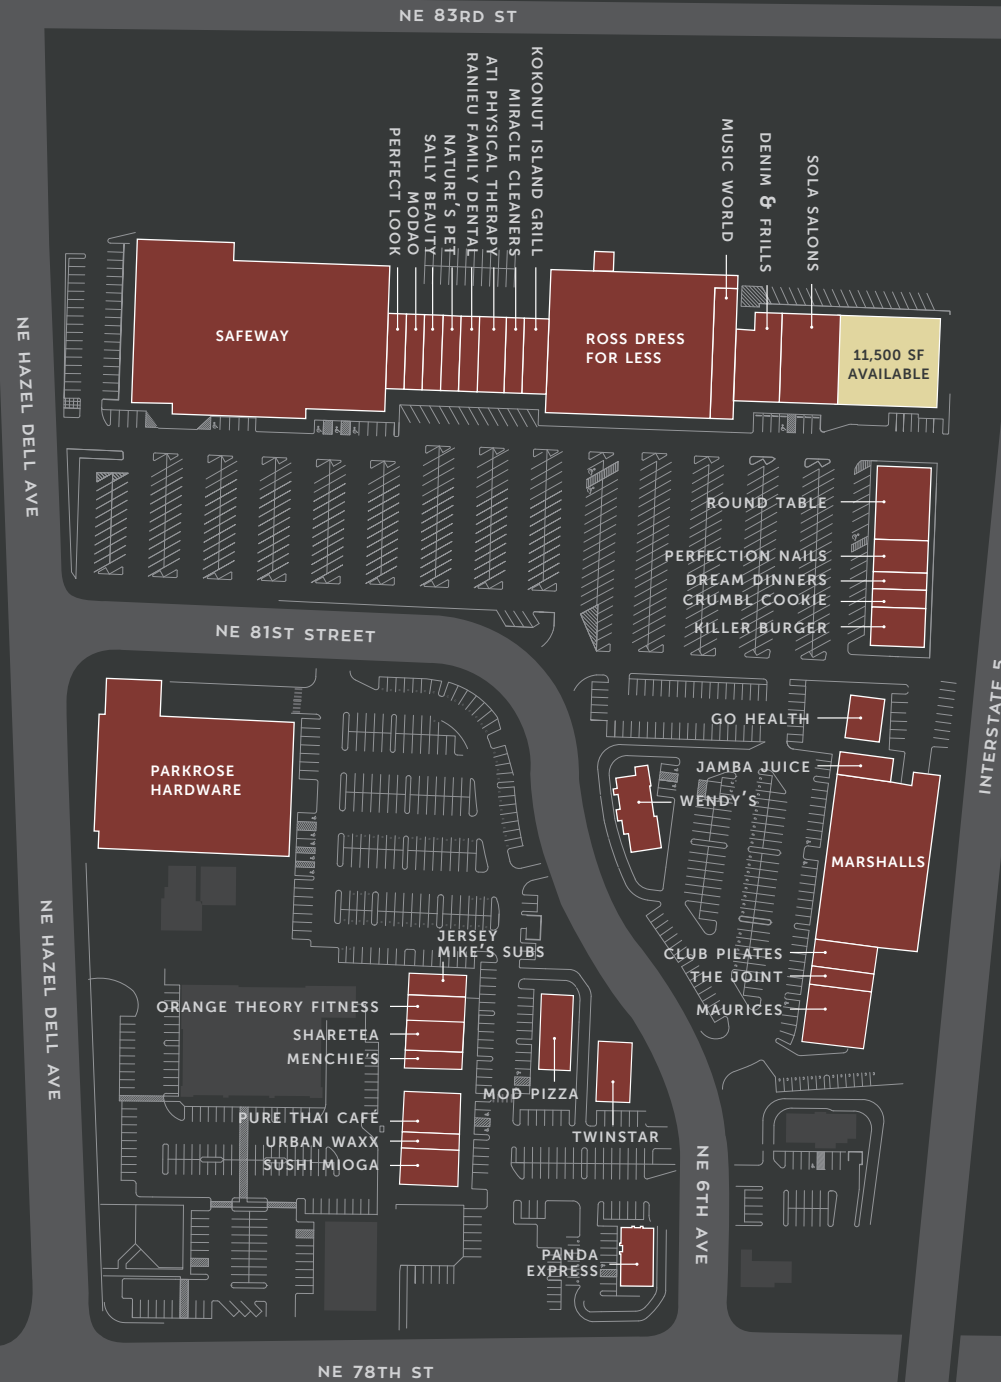 NE 83RD ST
PERFECT LOOK
MODAO
SALLY BEAUTY
NATURE'S PET
RANIEU FAMILY DENTAL
ATI PHYSICAL THERAPY
MIRACLE CLEANERS
KOKONUT ISLAND GRILL
MUSIC WORLD
DENIM & FRILLS
SOLA SALONS
SAFEWAY
ROSS DRESS
FOR LESS
11,500 SF
AVAILABLE
NE HAZEL DELL AVE
ROUND TABLE
PERFECTION NAILS
DREAM DINNERS
CRUMBL COOKIE
KILLER BURGER
NE 81ST STREET
INTERSTATE 5
GO HEALTH
JAMBA JUICE
PARKROSE
HARDWARE
WENDY'S
MARSHALLS
NE HAZEL DELL AVE
JERSEY
MIKE'S SUBS
CLUB PILATES
THE JOINT
MAURICES
ORANGE THEORY FITNESS
SHARETEA
MENCHIE'S
MOD PIZZA
PURE THAI CAFE
URBAN WAXX
SUSHI MIOGA
TWINSTAR
NE 6TH AVE
PANDA
EXPRESS
NE 78TH ST